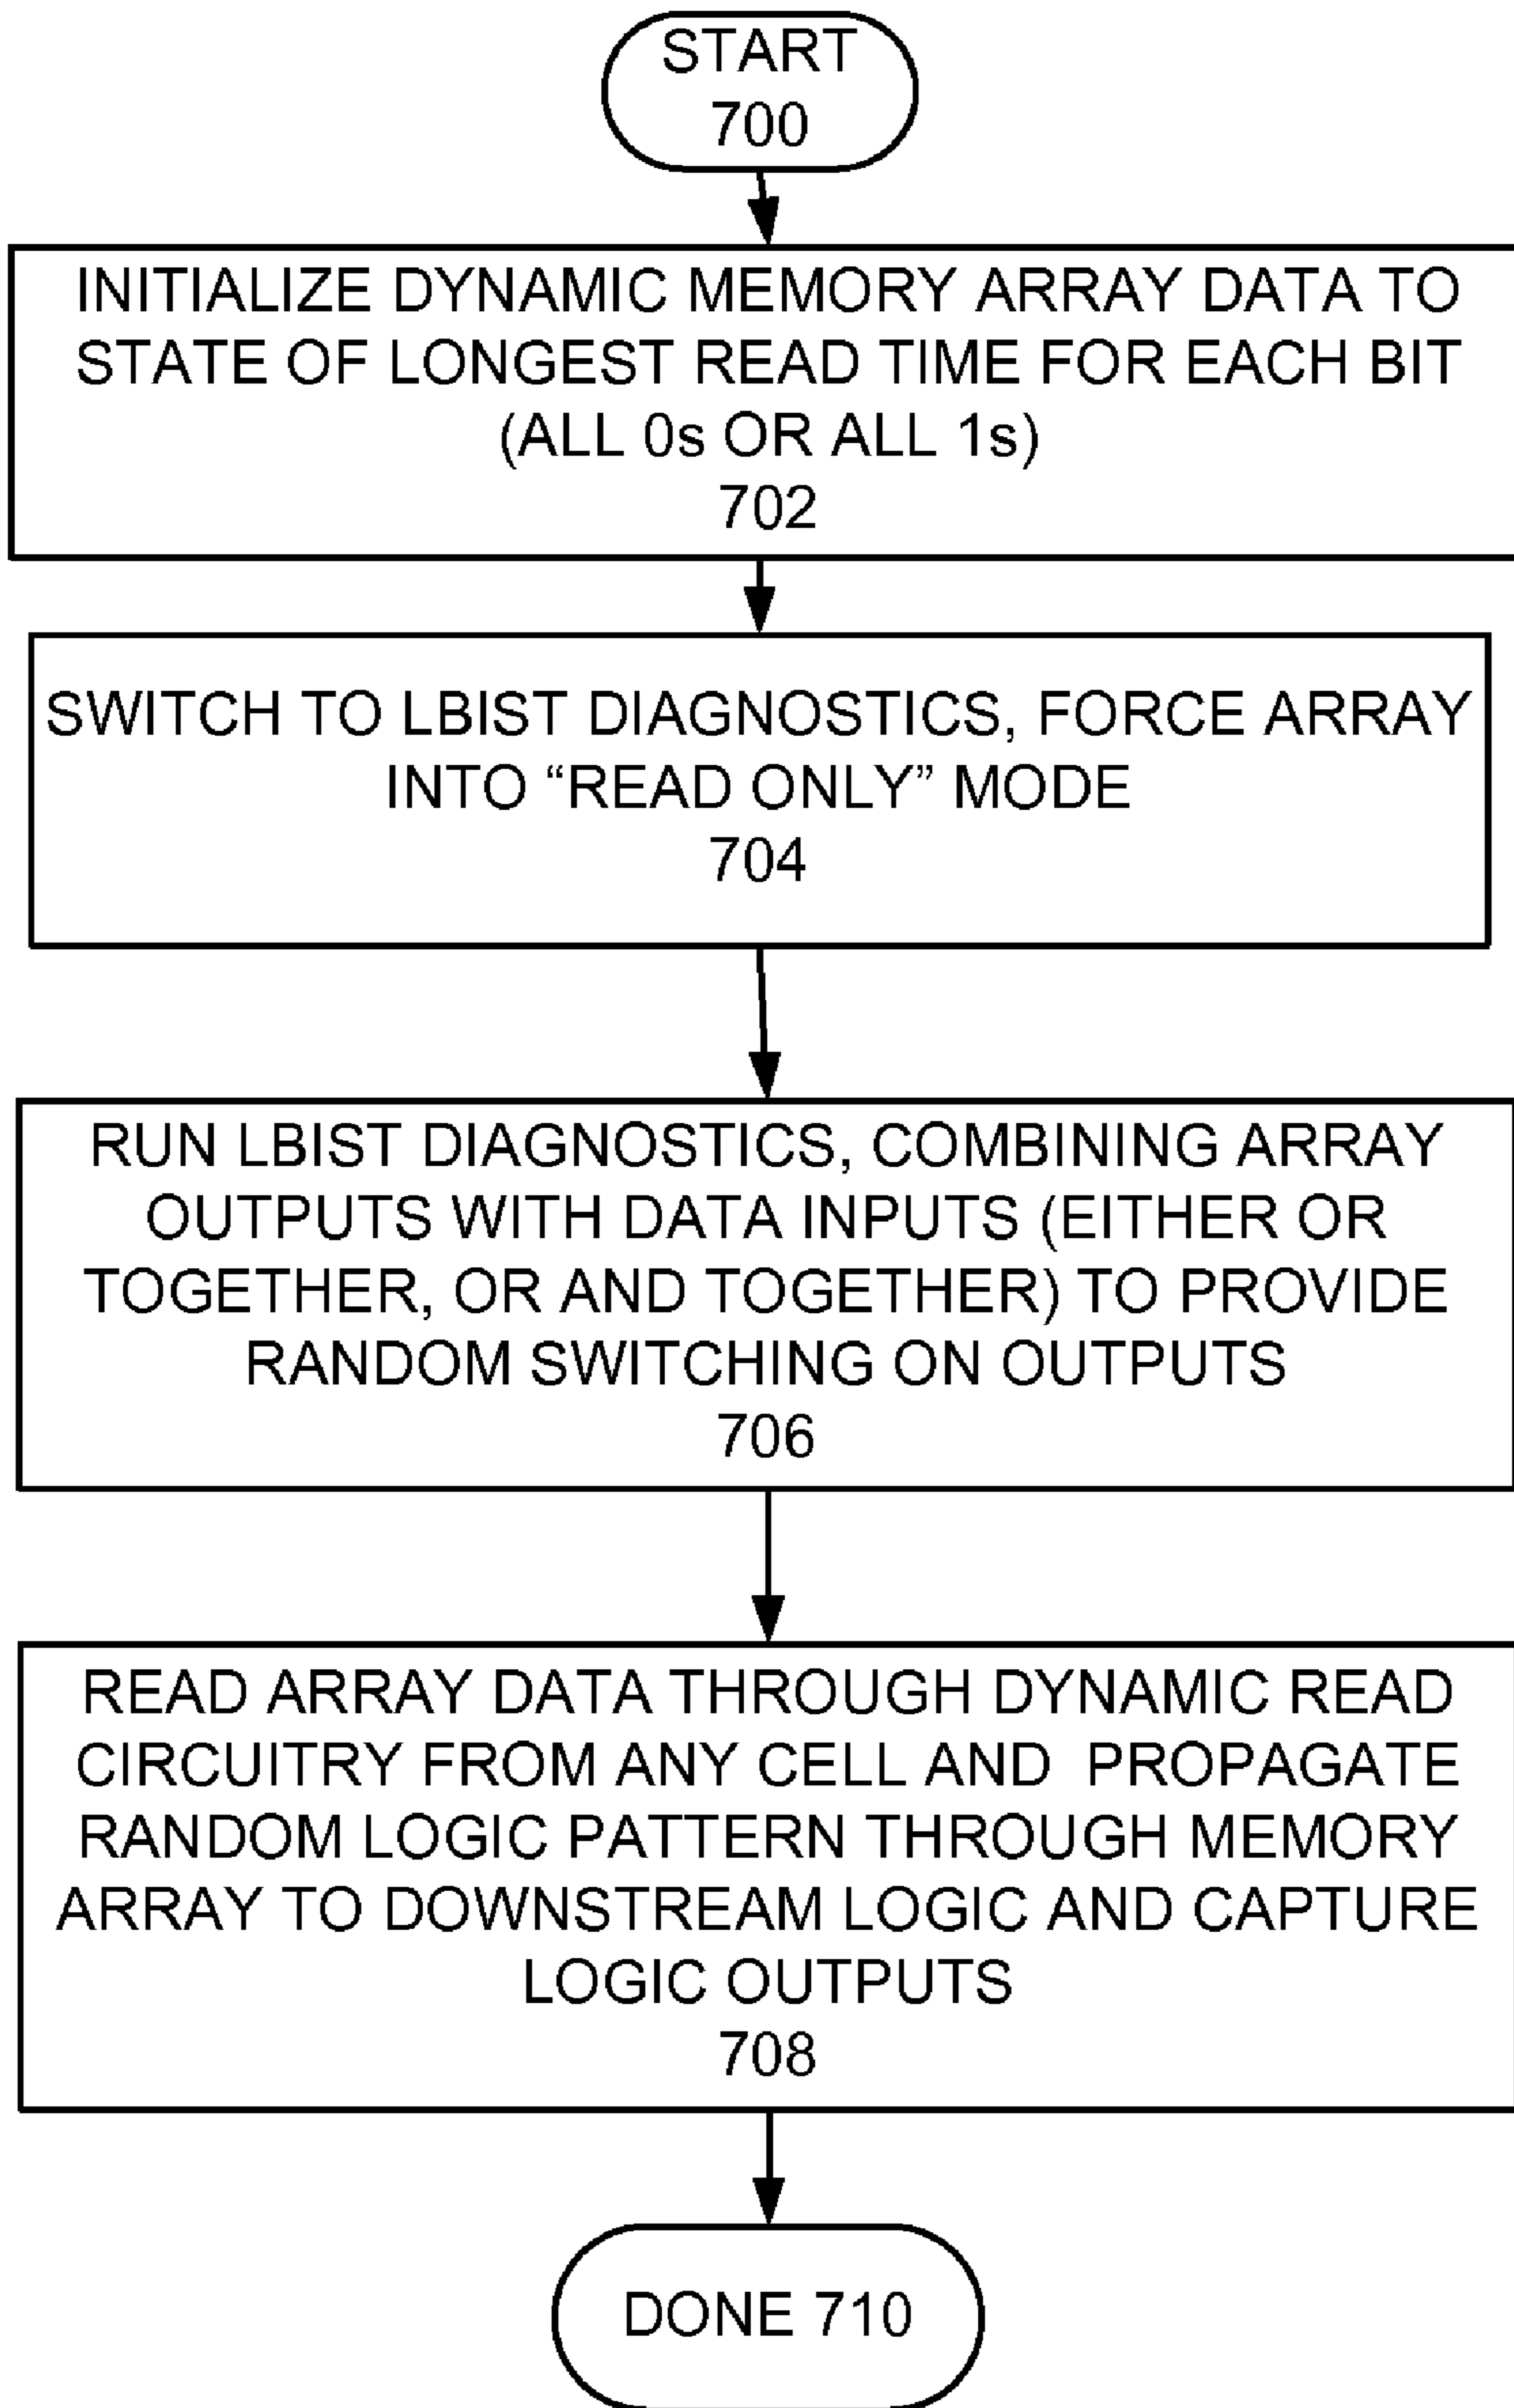 START
700
INITIALIZE DYNAMIC MEMORY ARRAY DATA TO
STATE OF LONGEST READ TIME FOR EACH BIT
(ALL 0s OR ALL 1s)
702
SWITCH TO LBIST DIAGNOSTICS, FORCE ARRAY
INTO “READ ONLY” MODE
704
RUN LBIST DIAGNOSTICS, COMBINING ARRAY
OUTPUTS WITH DATA INPUTS (EITHER OR
TOGETHER, OR AND TOGETHER) TO PROVIDE
RANDOM SWITCHING ON OUTPUTS
706
READ ARRAY DATA THROUGH DYNAMIC READ
CIRCUITRY FROM ANY CELL AND PROPAGATE
RANDOM LOGIC PATTERN THROUGH MEMORY
ARRAY TO DOWNSTREAM LOGIC AND CAPTURE
LOGIC OUTPUTS
708
DONE 710